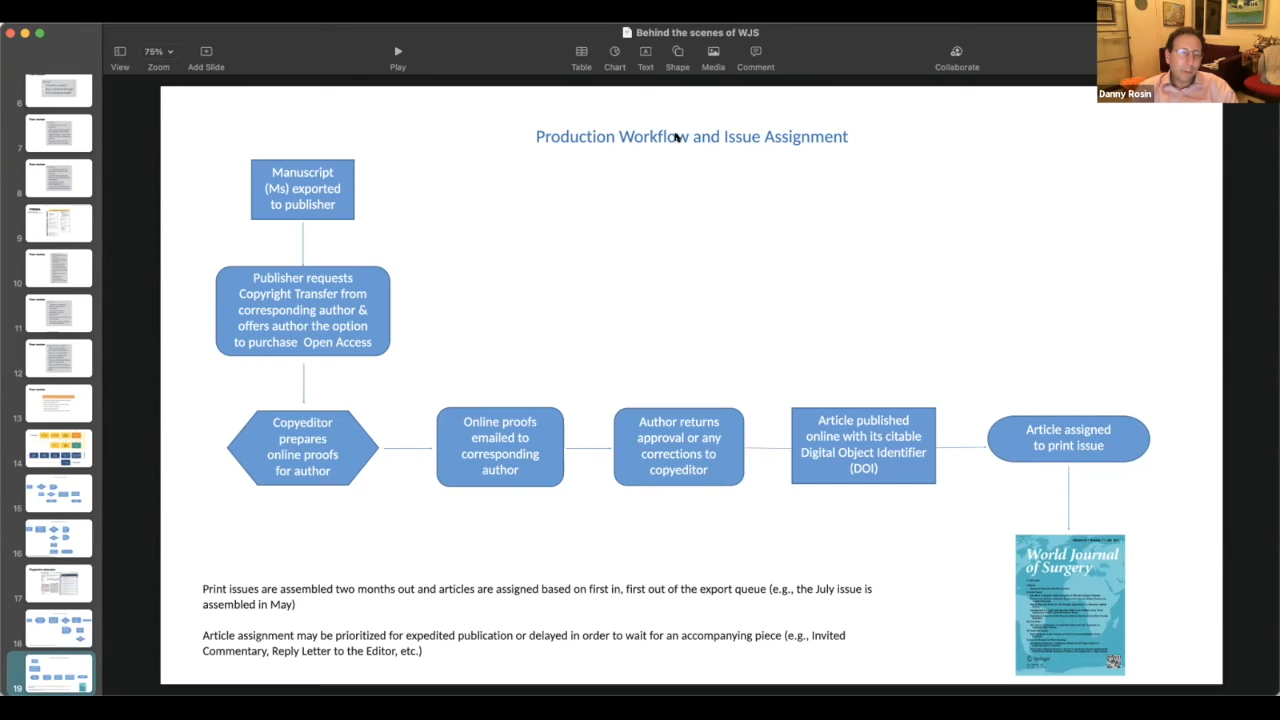 Behind the scenes of WJS
75%
View
Zoom
Add Slide
Play
Table
Chart
Text
Shape
Media
Comment
Collaborate
Danny Rosin
6
7
8
9
10
11
12
13
14
15
16
17
18
19
Production Workflow and Issue Assignment
Manuscript
(Ms) exported
to publisher
Publisher requests
Copyright Transfer from
corresponding author &
offers author the option
to purchase Open Access
Copyeditor
prepares
online proofs
for author
Online proofs
emailed to
corresponding
author
Author returns
approval or any
corrections to
copyeditor
Article published
online with its citable
Digital Object Identifier
(DOI)
Article assigned
to print issue
World Journal
of Surgery
Springer
Print issues are assembled two months out and articles are assigned based on first in, first out of the export queue (e.g., the July issue is
assembled in May)
Article assignment may be prioritized for expedited publication or delayed in order to wait for an accompanying piece (e.g., Invited
Commentary, Reply Letter to the Editor, etc.)